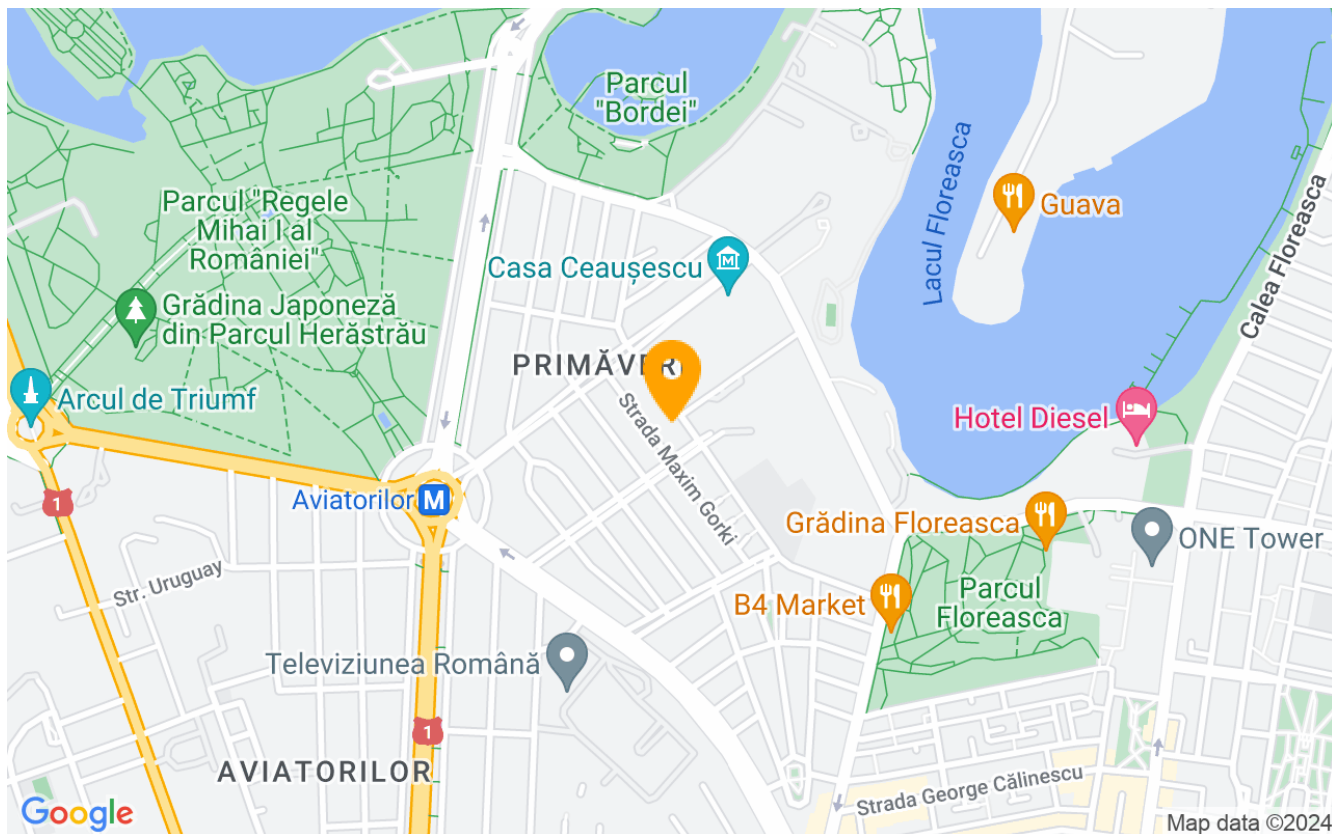 Parcul
"Bordei"
Lacul Floreasca
Calea Floreasca
Guava
Parcul "Regele
Mihai I al
României"
Casa Ceaușescu
M
Grădina Japoneză
din Parcul Herăstrău
PRIMĂVERI
Arcul de Triumf
Strada Maxim Gorki
Hotel Diesel
1
Aviatorilor
M
Grădina Floreasca
ONE Tower
Str. Uruguay
B4 Market
Parcul
Floreasca
Televiziunea Română
1
AVIATORILOR
Strada George Călinescu
Google
Map data ©2024